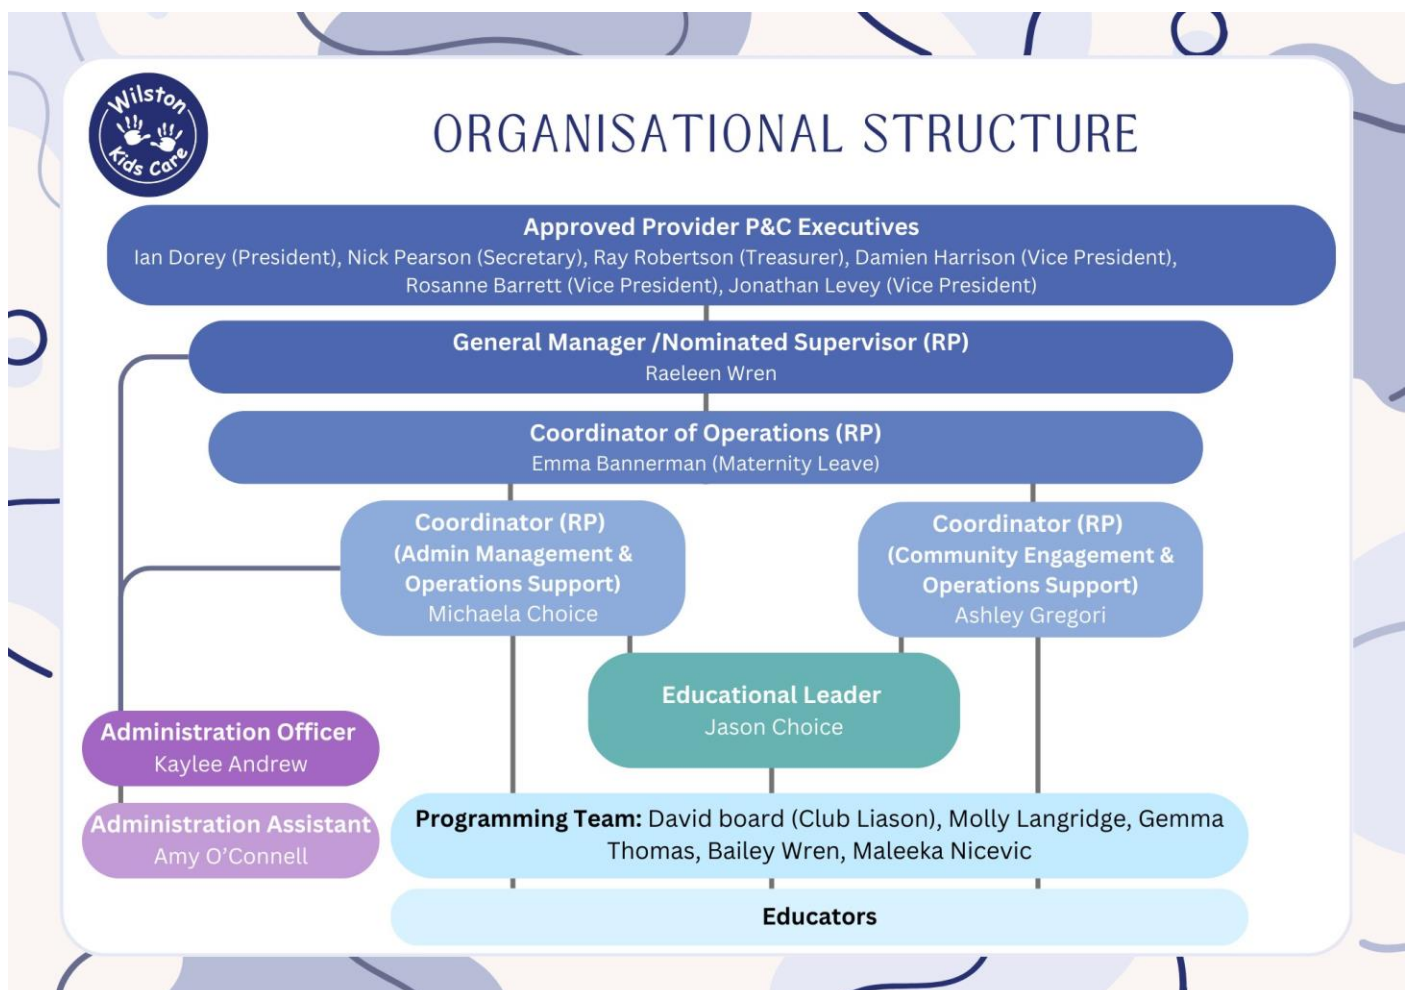 Wilston
Kids Care
ORGANISATIONAL STRUCTURE
Approved Provider P&C Executives
Ian Dorey (President), Nick Pearson (Secretary), Ray Robertson (Treasurer), Damien Harrison (Vice President),
Rosanne Barrett (Vice President), Jonathan Levey (Vice President)
General Manager /Nominated Supervisor (RP)
Raeleen Wren
Coordinator of Operations (RP)
Emma Bannerman (Maternity Leave)
Coordinator (RP)
(Admin Management &
Operations Support)
Michaela Choice
Coordinator (RP)
(Community Engagement &
Operations Support)
Ashley Gregori
Educational Leader
Jason Choice
Administration Officer
Kaylee Andrew
Administration Assistant
Amy O’Connell
Programming Team: David board (Club Liason), Molly Langridge, Gemma
Thomas, Bailey Wren, Maleeka Nicevic
Educators